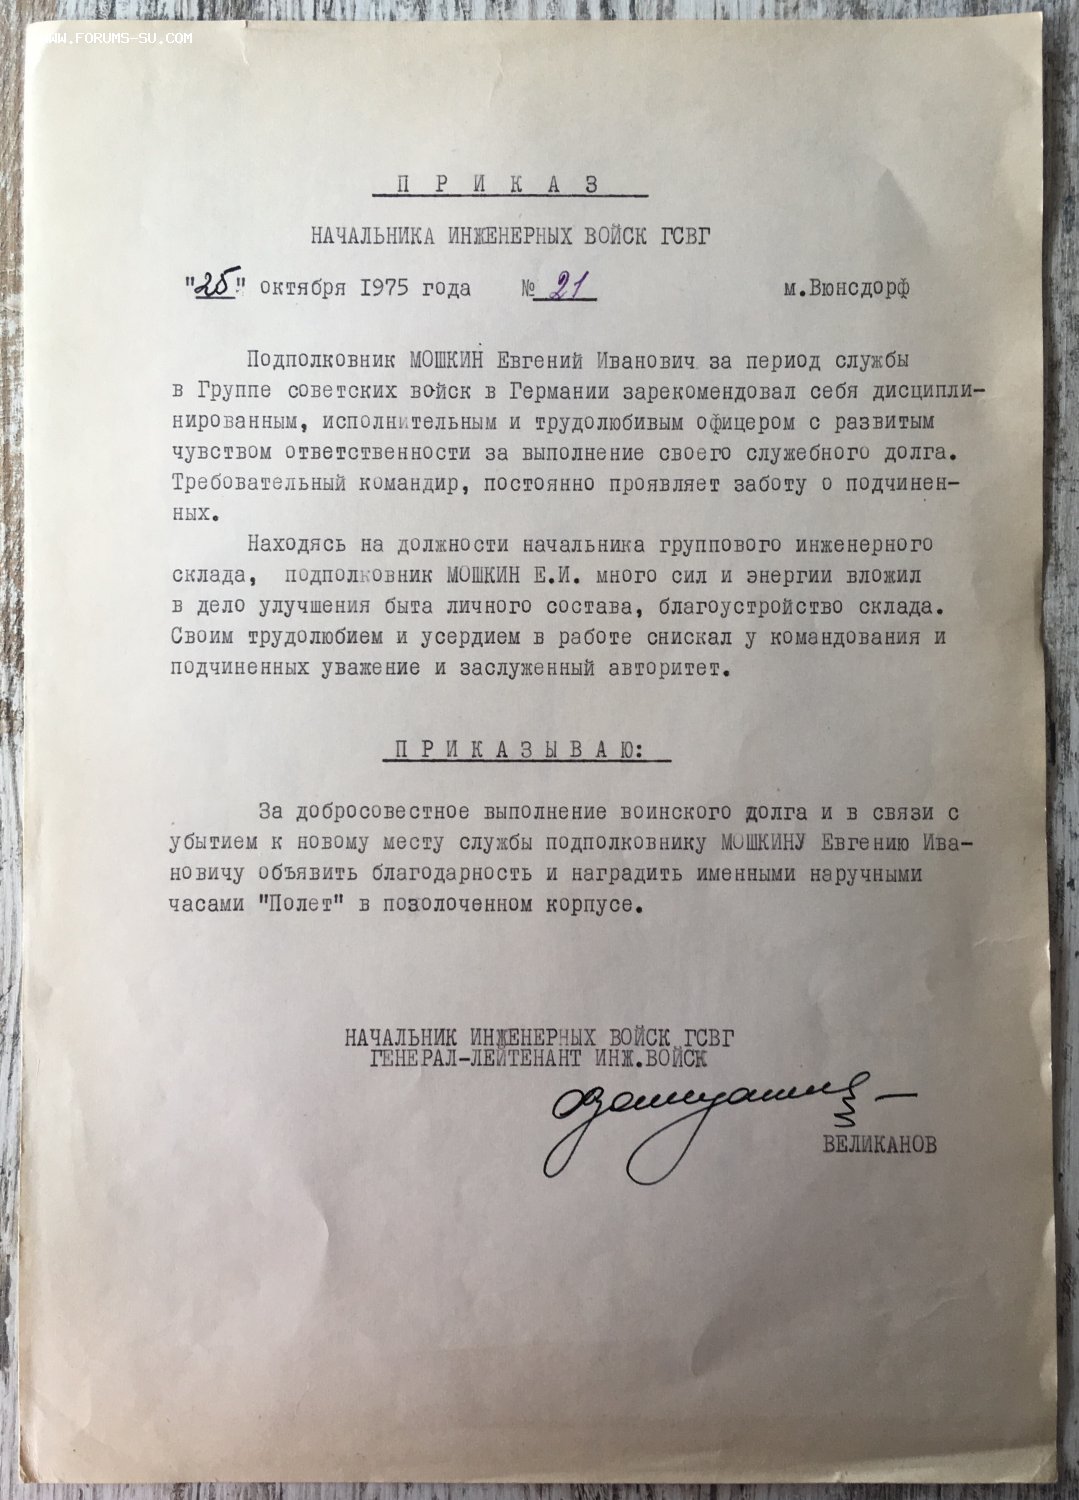 WWW.FORUMS-SU.COM
ПРИКАЗ
НАЧАЛЬНИКА ИНЖЕНЕРНЫХ ВОЙСК ГСВГ
"25" октября 1975 года № 21 м.Вюнсдорф
Подполковник МОШКИН Евгений Иванович за период службы
в Группе советских войск в Германии зарекомендовал себя дисципли-
нированным, исполнительным и трудолюбивым офицером с развитым
чувством ответственности за выполнение своего служебного долга.
Требовательный командир, постоянно проявляет заботу о подчинен-
ных.
Находясь на должности начальника группового инженерного
склада, подполковник МОШКИН Е.И. много сил и энергии вложил
в дело улучшения быта личного состава, благоустройство склада.
Своим трудолюбием и усердием в работе снискал у командования и
подчиненных уважение и заслуженный авторитет.
ПРИКАЗЫВАЮ:
За добросовестное выполнение воинского долга и в связи с
убытием к новому месту службы подполковнику МОШКИНУ Евгению Ива-
новичу объявить благодарность и наградить именными наручными
часами "Полет" в позолоченном корпусе.
НАЧАЛЬНИК ИНЖЕНЕРНЫХ ВОЙСК ГСВГ
ГЕНЕРАЛ-ЛЕЙТЕНАНТ ИНЖ.ВОЙСК
ВЕЛИКАНОВ